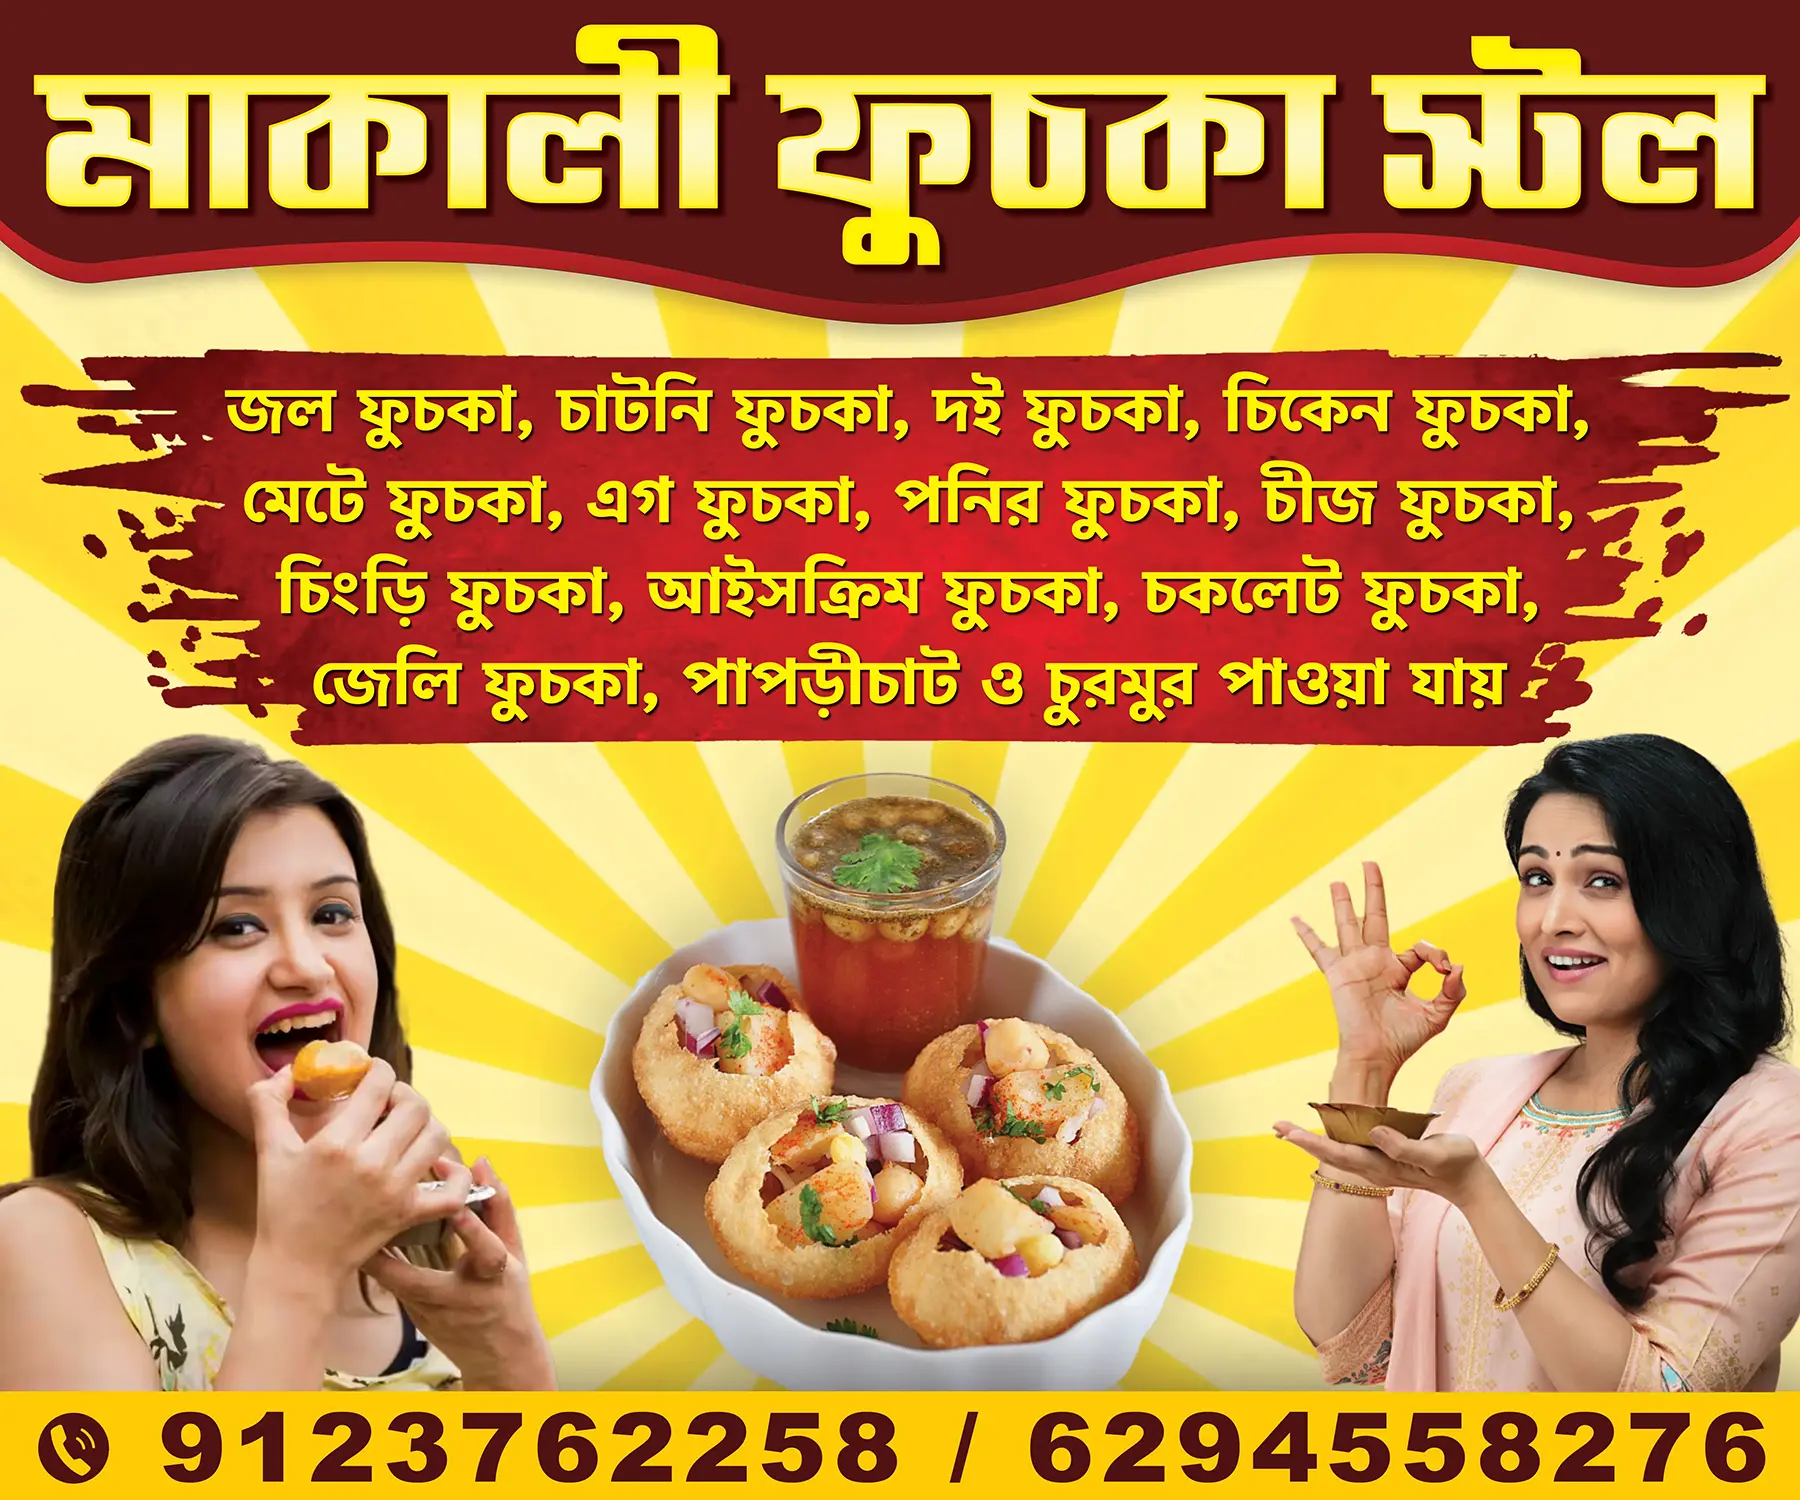 মাকালী ফুচকা স্টল
জল ফুচকা, চাটনি ফুচকা, দই ফুচকা, চিকেন ফুচকা,
মেটে ফুচকা, এগ ফুচকা, পনির ফুচকা, চীজ ফুচকা,
চিংড়ি ফুচকা, আইসক্রিম ফুচকা, চকলেট ফুচকা,
জেলি ফুচকা, পাপড়ীচাট ও চুরমুর পাওয়া যায়
9123762258 / 6294558276